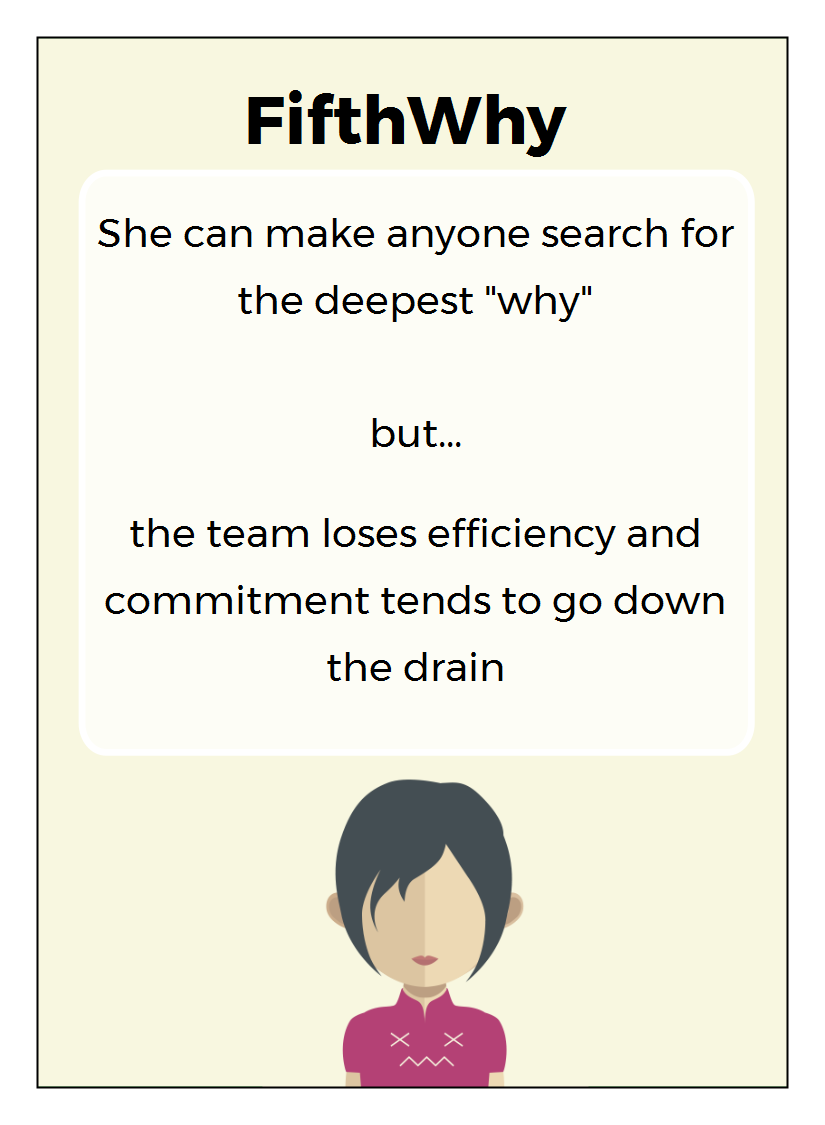 FifthWhy
She can make anyone search for
the deepest "why"
but...
the team loses efficiency and
commitment tends to go down
the drain